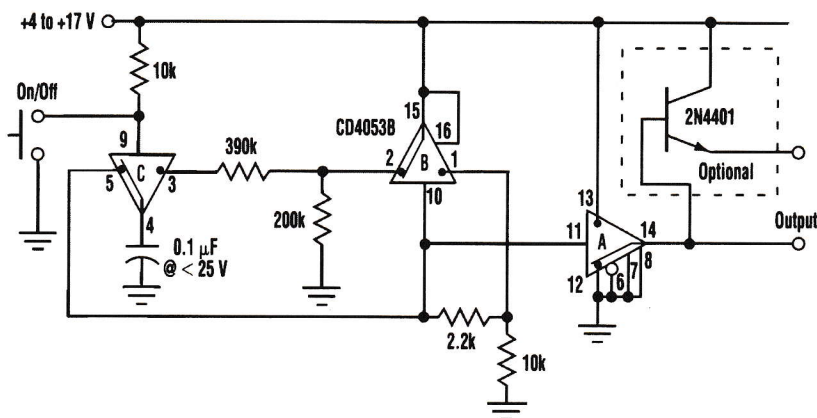 +4 to +17 V
10k
On/Off
9
C
5
3
4
0.1 µF
@ < 25 V
390k
200k
CD4053B
15
16
2
B
1
10
2.2k
10k
13
11
A
14
12
6
7
8
2N4401
Optional
Output